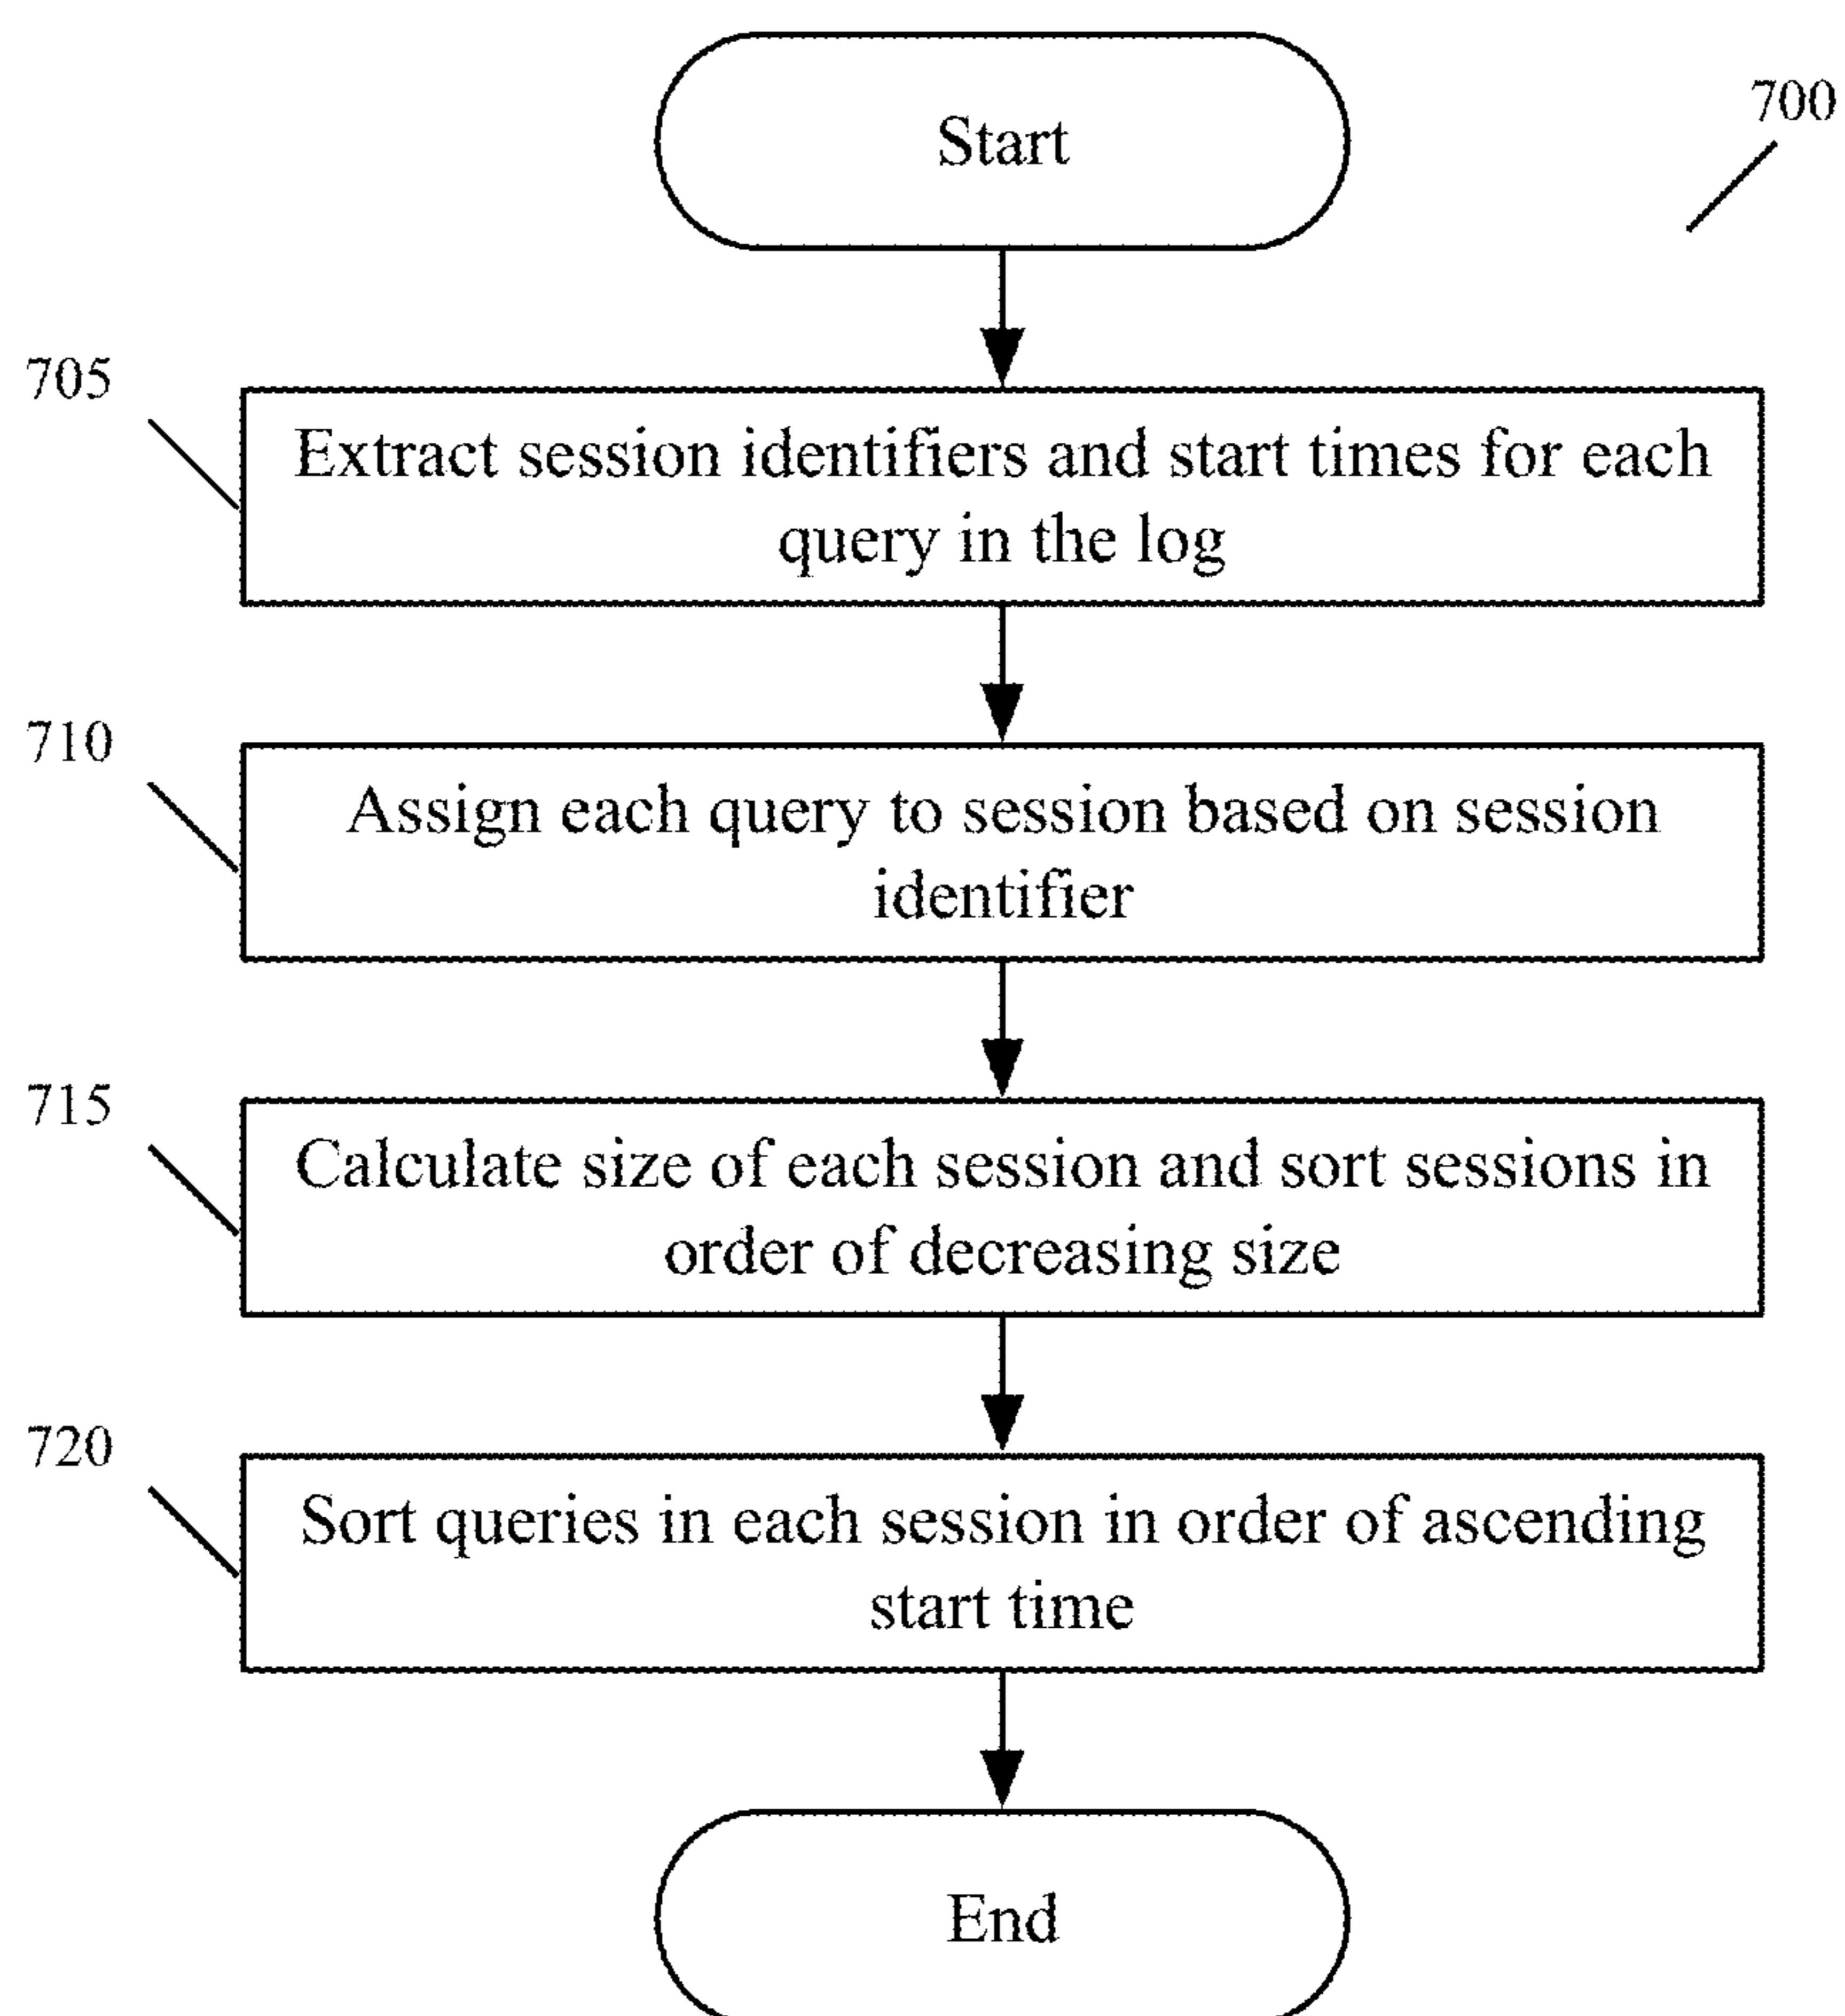 Start
700
705
Extract session identifiers and start times for each
query in the log
710
Assign each query to session based on session
identifier
715
Calculate size of each session and sort sessions in
order of decreasing size
720
Sort queries in each session in order of ascending
start time
End